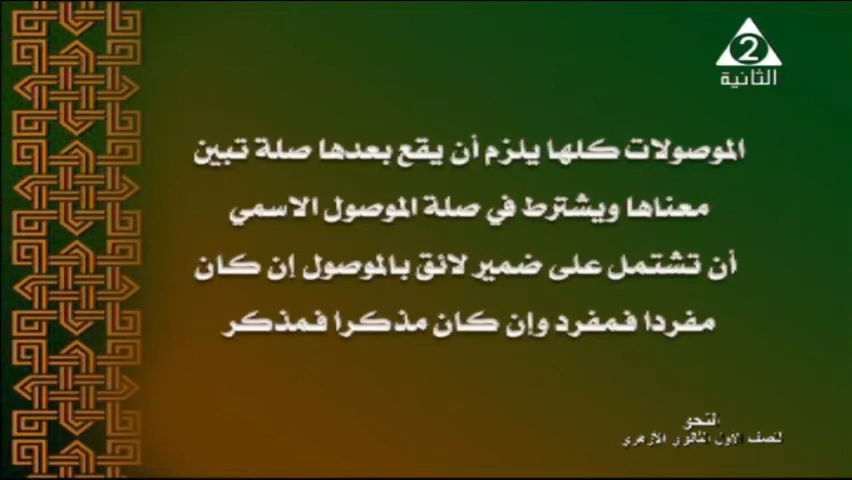 2
الثانية
الموصولات كلها يلزم أن يقع بعدها صلة تبين
معناها ويشترط في صلة الموصول الاسمي
أن تشتمل على ضمير لائق بالموصول إن كان
مفردا فمفرد وإن كان مذكرا فمذكر
النحو
للصف الاول الثانوي الأزهري